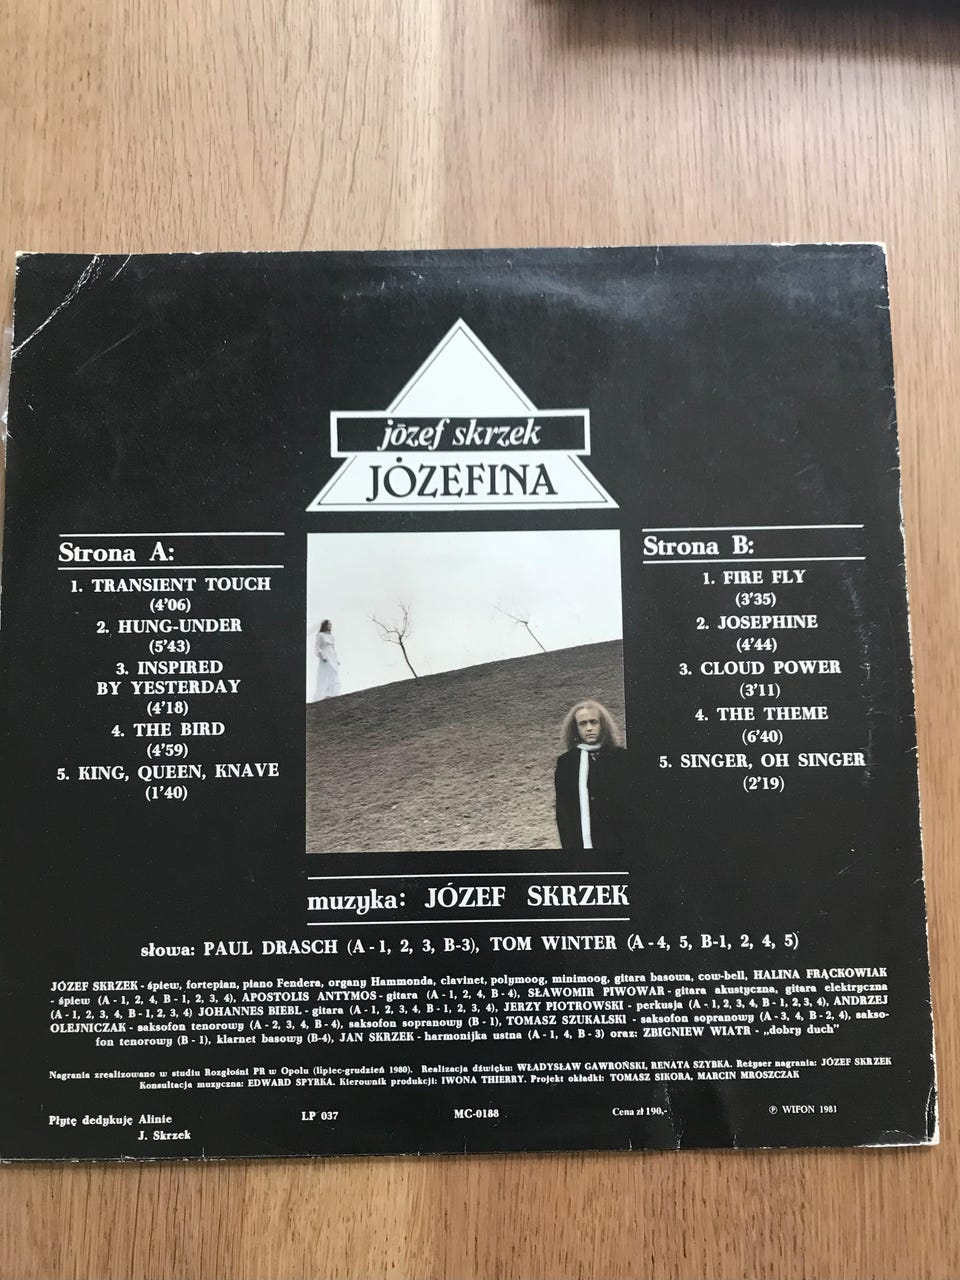 józef skrzek
JÓZEFINA
Strona A:
1. TRANSIENT TOUCH
(4'06)
2. HUNG-UNDER
(5'43)
3. INSPIRED
BY YESTERDAY
(4'18)
4. THE BIRD
(4'59)
5. KING, QUEEN, KNAVE
(1'40)
Strona B:
1. FIRE FLY
(3'35)
2. JOSEPHINE
(4'44)
3. CLOUD POWER
(3'11)
4. THE THEME
(6'40)
5. SINGER, OH SINGER
(2'19)
muzyka: JÓZEF SKRZEK
słowa: PAUL DRASCH (A - 1, 2, 3, B-3), TOM WINTER (A - 4, 5, B-1, 2, 4, 5)
JÓZEF SKRZEK - śpiew, fortepian, piano Fendera, organy Hammonda, clavinet, polymoog, minimoog, gitara basowa, cow-bell, HALINA FRĄCKOWIAK
- śpiew (A - 1, 2, 4, B - 1, 2, 3, 4), APOSTOLIS ANTYMOS - gitara (A - 1, 2, 4, B - 4), SŁAWOMIR PIWOWAR - gitara akustyczna, gitara elektryczna
(A - 1, 2, 3, 4, B - 1, 2, 3, 4) JOHANNES BIEBL - gitara (A - 1, 2, 3, 4, B - 1, 2, 3, 4), JERZY PIOTROWSKI - perkusja (A - 1, 2, 3, 4, B - 1, 2,3, 4), ANDRZEJ
OLEJNICZAK - saksofon tenorowy (A - 2, 3, 4, B - 4), saksofon sopranowy (B - 1), TOMASZ SZUKALSKI - saksofon sopranowy (A - 3, 4, B - 2, 4), sakso-
fon tenorowy (B - 1), klarnet basowy (B-4), JAN SKRZEK - harmonijka ustna (A - 1, 4, B - 3) oraz: ZBIGNIEW WIATR - „dobry duch”
Nagrania zrealizowano w studiu Rozgłośni PR w Opolu (lipiec-grudzień 1980). Realizacja dźwięku: WŁADYSŁAW GAWROŃSKI, RENATA SZYBKA. Reżyser nagrania: JÓZEF SKRZEK
Konsultacja muzyczna: EDWARD SPYRKA. Kierownik produkcji: IWONA THIERRY. Projekt okładki: TOMASZ SIKORA, MARCIN MROSZCZAK
Płytę dedykuję Alinie
J. Skrzek
LP 037
MC-0188
Cena zł 190,-
℗ WIFON 1981